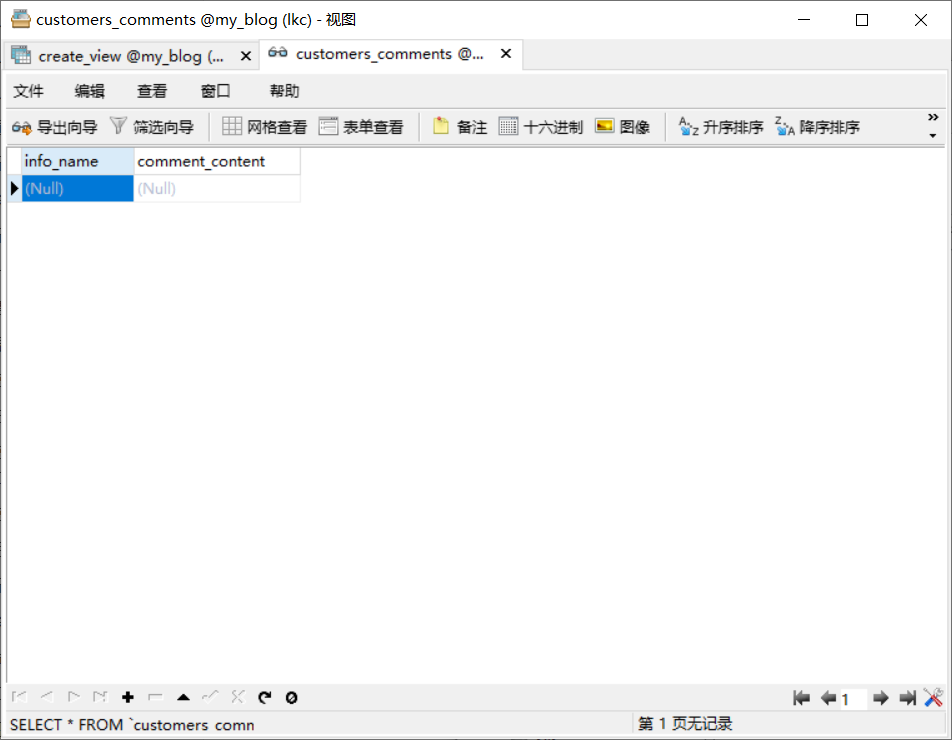 customers_comments @my_blog (lkc) - 视图
create_view @my_blog (... customers_comments @...
文件 编辑 查看 窗口 帮助
导出向导 筛选向导 网格查看 表单查看 备注 十六进制 图像 升序排序 降序排序
info_name comment_content
(Null) (Null)
1
SELECT * FROM `customers comn 第 1 页无记录